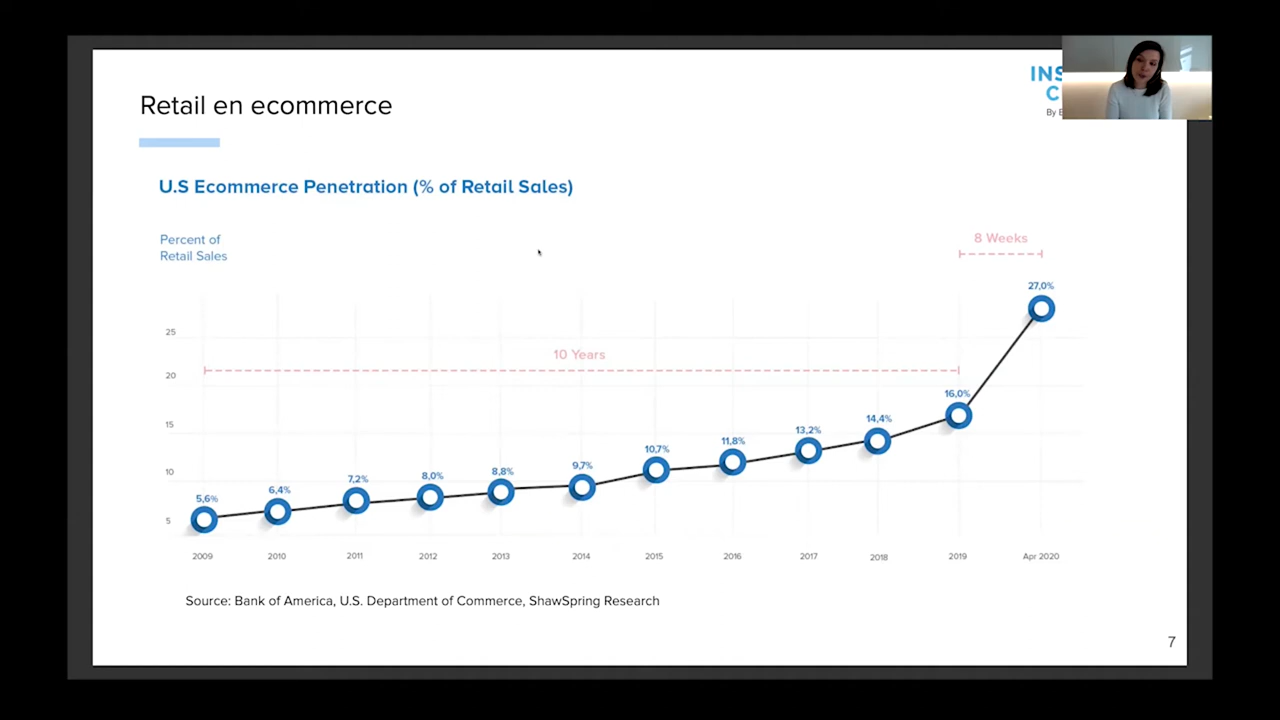 Retail en ecommerce
INS
C
By
U.S Ecommerce Penetration (% of Retail Sales)
Percent of
Retail Sales
8 Weeks
27,0%
25
10 Years
20
16,0%
15
14,4%
13,2%
11,8%
10,7%
10
9,7%
8,8%
8,0%
7,2%
6,4%
5,6%
5
2009 2010 2011 2012 2013 2014 2015 2016 2017 2018 2019 Apr 2020
Source: Bank of America, U.S. Department of Commerce, ShawSpring Research
7